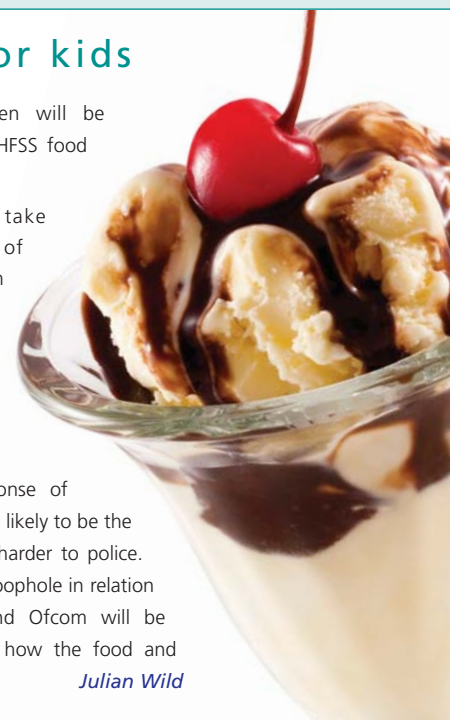 or kids
en will be
HFSS food
take
of
n
onse of
likely to be the
harder to police.
oophole in relation
nd Ofcom will be
how the food and
Julian Wild